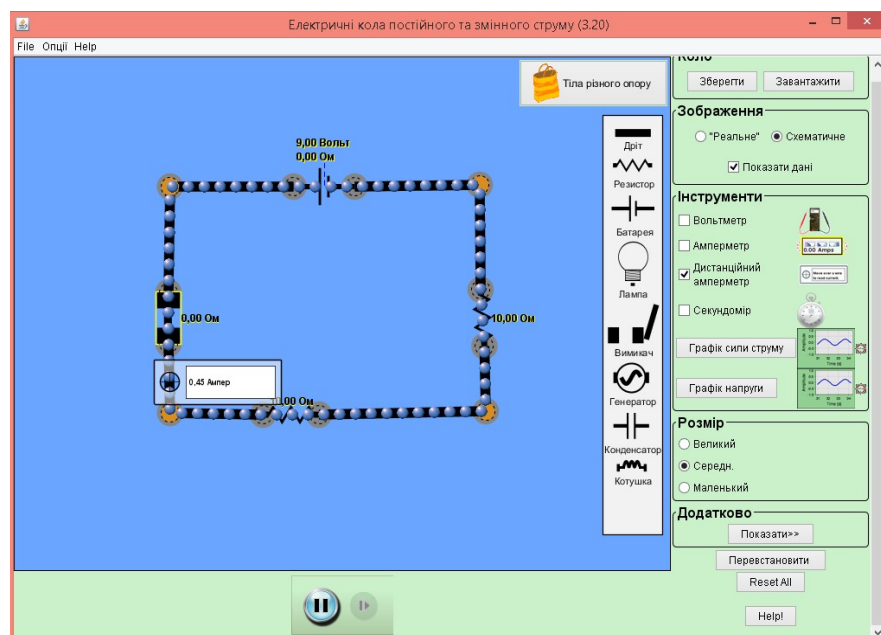 Електричні кола постійного та змінного струму (3.20)
File Опції Help
Коло
Зберегти Завантажити
Тіла різного опору
Зображення
"Реальне" Схематичне
Показати дані
9,00 Вольт
0,00 Ом
Дріт
Резистор
Батарея
Лампа
Вимикач
Генератор
Конденсатор
Котушка
Інструменти
Вольтметр
Амперметр
0.00 Amps
Дистанційний
амперметр
Секундомір
Графік сили струму
Графік напруги
0,00 Ом
10,00 Ом
0,45 Ампер
,00 Ом
Розмір
Великий
Середн.
Маленький
Додатково
Показати>>
Перевстановити
Reset All
Help!